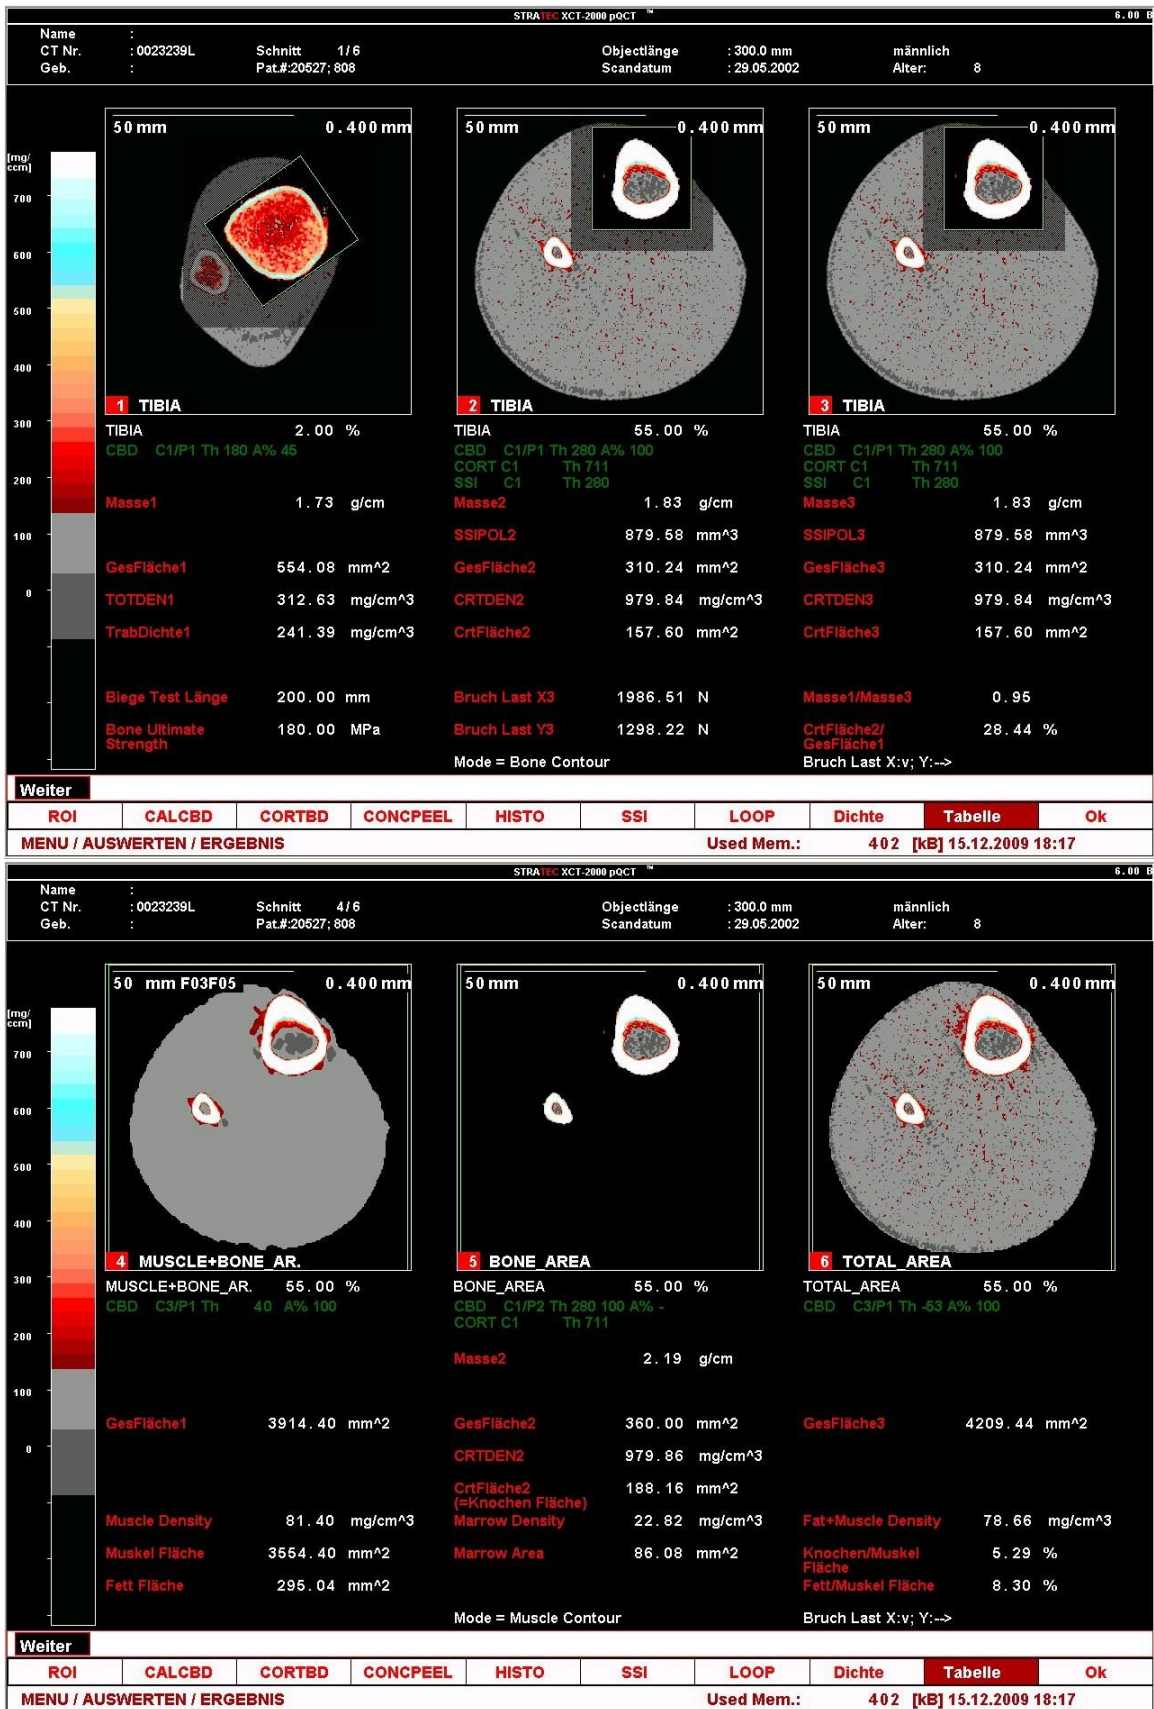 STRATEC XCT-2000 pQCT ™ 6.00 B
Name :
CT Nr. : 0023239L Schnitt 1/ 6 Objectlänge : 300.0 mm männlich
Geb. : Pat.#:20527; 808 Scandatum : 29.05.2002 Alter: 8
50 mm 0.400 mm 50 mm 0.400 mm 50 mm 0.400 mm
[mg/
ccm]
700
600
500
400
300
200
100
0
1 TIBIA 2 TIBIA 3 TIBIA
TIBIA 2.00 % TIBIA 55.00 % TIBIA 55.00 %
CBD C1/P1 Th 180 A% 45 CBD C1/P1 Th 280 A% 100 CBD C1/P1 Th 280 A% 100
CORT C1 Th 711 CORT C1 Th 711
SSI C1 Th 280 SSI C1 Th 280
Masse1 1.73 g/cm Masse2 1.83 g/cm Masse3 1.83 g/cm
SSIPOL2 879.58 mm^3 SSIPOL3 879.58 mm^3
GesFläche1 554.08 mm^2 GesFläche2 310.24 mm^2 GesFläche3 310.24 mm^2
TOTDEN1 312.63 mg/cm^3 CRTDEN2 979.84 mg/cm^3 CRTDEN3 979.84 mg/cm^3
TrabDichte1 241.39 mg/cm^3 CrtFläche2 157.60 mm^2 CrtFläche3 157.60 mm^2
Biege Test Länge 200.00 mm Bruch Last X3 1986.51 N Masse1/Masse3 0.95
Bone Ultimate Strength 180.00 MPa Bruch Last Y3 1298.22 N CrtFläche2/ GesFläche1 28.44 %
Mode = Bone Contour Bruch Last X:v; Y:-->
Weiter
ROI CALCBD CORTBD CONCPEEL HISTO SSI LOOP Dichte Tabelle Ok
MENU / AUSWERTEN / ERGEBNIS Used Mem.: 402 [kB] 15.12.2009 18:17
STRATEC XCT-2000 pQCT ™ 6.00 B
Name :
CT Nr. : 0023239L Schnitt 4/ 6 Objectlänge : 300.0 mm männlich
Geb. : Pat.#:20527; 808 Scandatum : 29.05.2002 Alter: 8
50 mm F03F05 0.400 mm 50 mm 0.400 mm 50 mm 0.400 mm
[mg/
ccm]
700
600
500
400
300
200
100
0
4 MUSCLE+BONE_AR. 5 BONE_AREA 6 TOTAL_AREA
MUSCLE+BONE_AR. 55.00 % BONE_AREA 55.00 % TOTAL_AREA 55.00 %
CBD C3/P1 Th 40 A% 100 CBD C1/P2 Th 280 100 A% - CBD C3/P1 Th -53 A% 100
CORT C1 Th 711
Masse2 2.19 g/cm
GesFläche1 3914.40 mm^2 GesFläche2 360.00 mm^2 GesFläche3 4209.44 mm^2
CRTDEN2 979.86 mg/cm^3
CrtFläche2 188.16 mm^2
(=Knochen Fläche)
Muscle Density 81.40 mg/cm^3 Marrow Density 22.82 mg/cm^3 Fat+Muscle Density 78.66 mg/cm^3
Muskel Fläche 3554.40 mm^2 Marrow Area 86.08 mm^2 Knochen/Muskel Fläche 5.29 %
Fett Fläche 295.04 mm^2 Fett/Muskel Fläche 8.30 %
Mode = Muscle Contour Bruch Last X:v; Y:-->
Weiter
ROI CALCBD CORTBD CONCPEEL HISTO SSI LOOP Dichte Tabelle Ok
MENU / AUSWERTEN / ERGEBNIS Used Mem.: 402 [kB] 15.12.2009 18:17